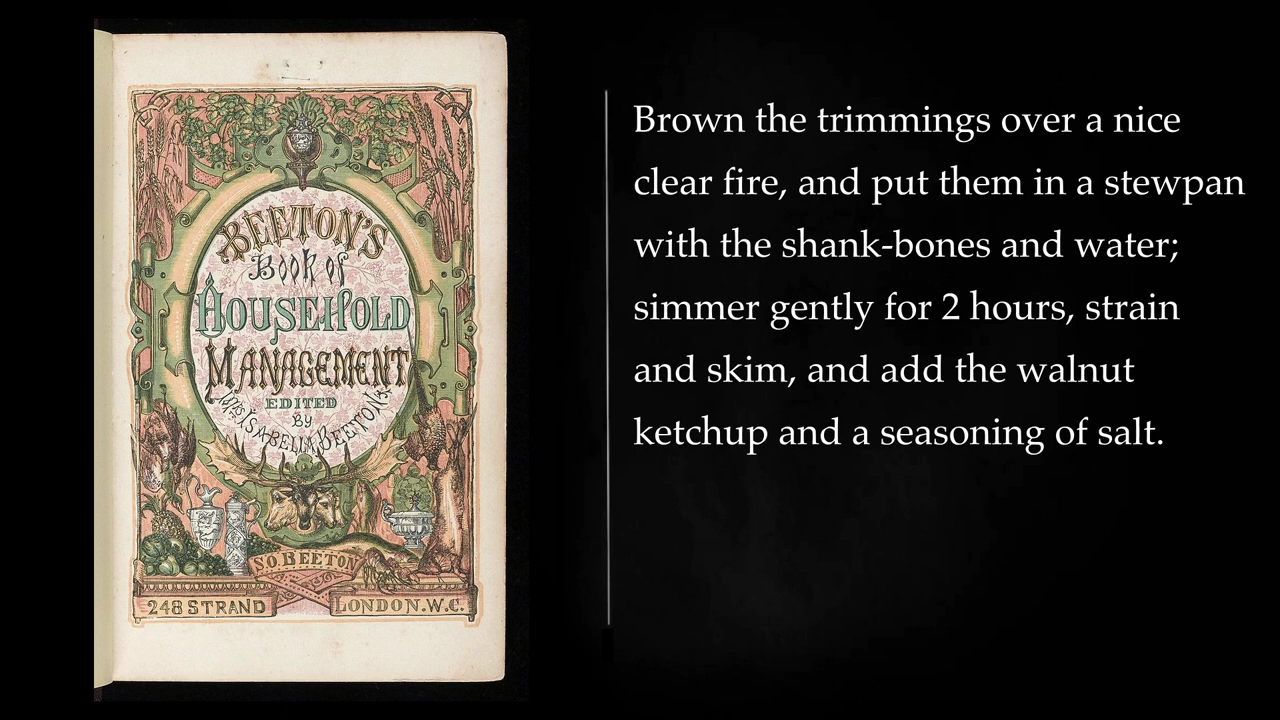 BEETON'S
Book of
HOUSEHOLD
MANAGEMENT
EDITED
BY
MRS ISABELLA BEETON
S.O. BEETON
248 STRAND
LONDON.W.C.
Brown the trimmings over a nice
clear fire, and put them in a stewpan
with the shank-bones and water;
simmer gently for 2 hours, strain
and skim, and add the walnut
ketchup and a seasoning of salt.